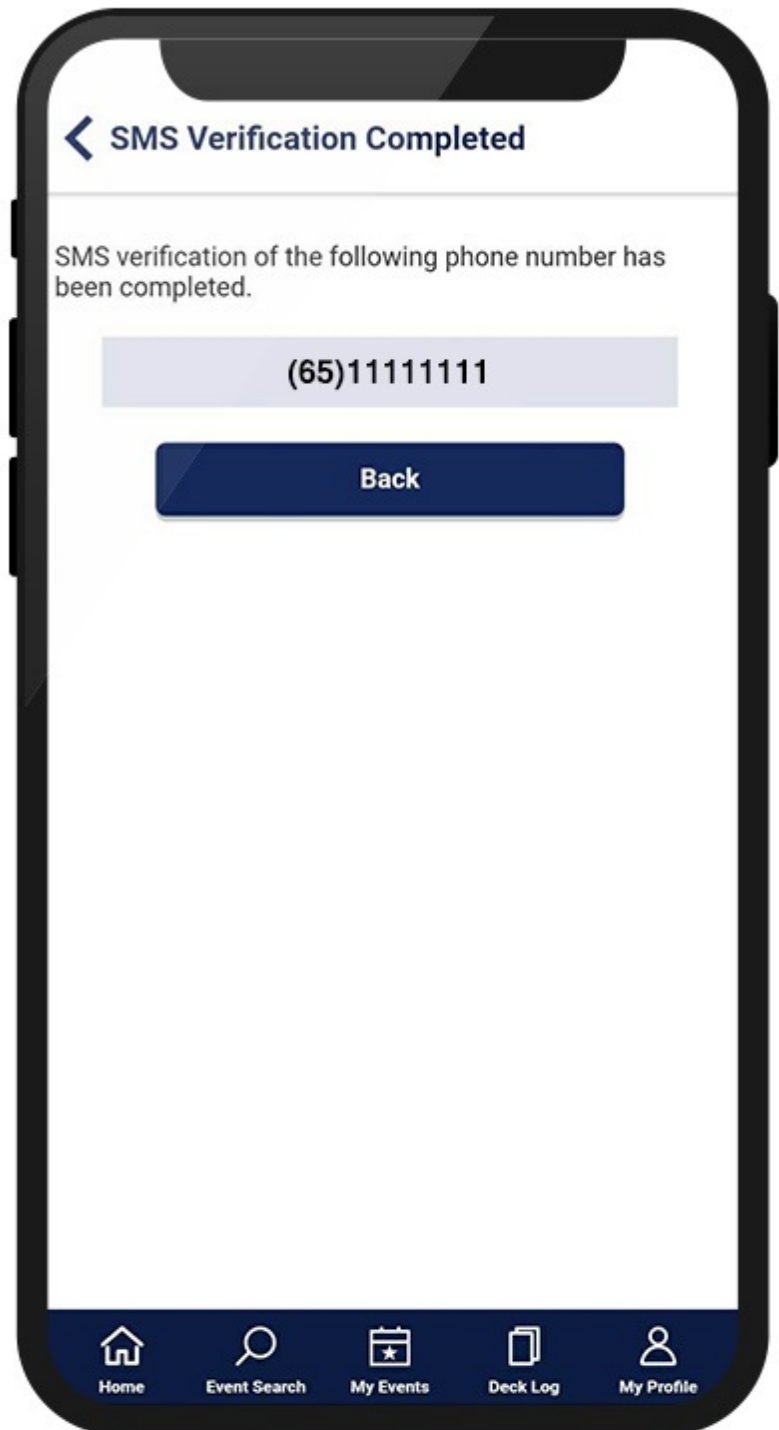 SMS Verification Completed
SMS verification of the following phone number has
been completed.
(65)11111111
Back
Home
Event Search
My Events
Deck Log
My Profile